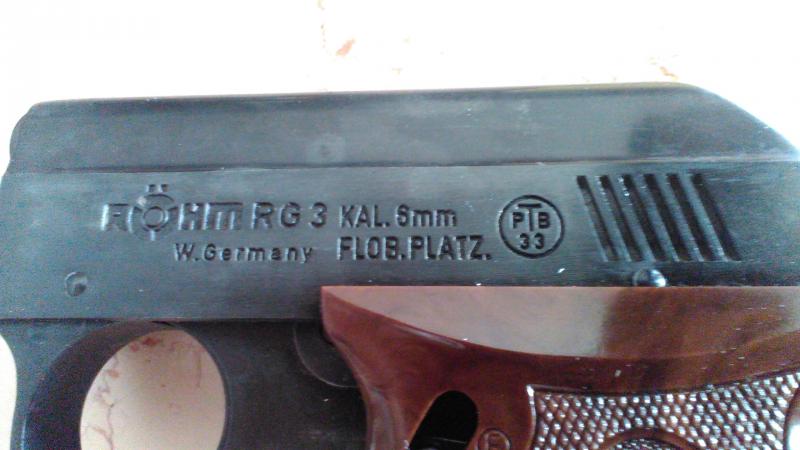 RÖHM RG 3 KAL. 6mm
W.Germany FLOB.PLATZ.
PTB
33